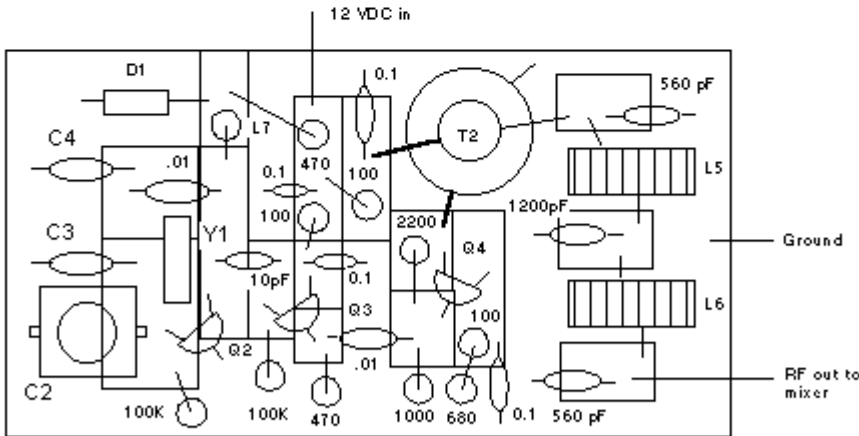 12 VDC in
D1
0.1
560 pF
C4
L7
T2
.01
470
0.1
100
L5
100
2200
1200pF
C3
Y1
Q4
Ground
10pF
0.1
Q3
100
L6
Q2
.01
C2
100K
100K
470
1000
680
0.1
560 pF
RF out to
mixer